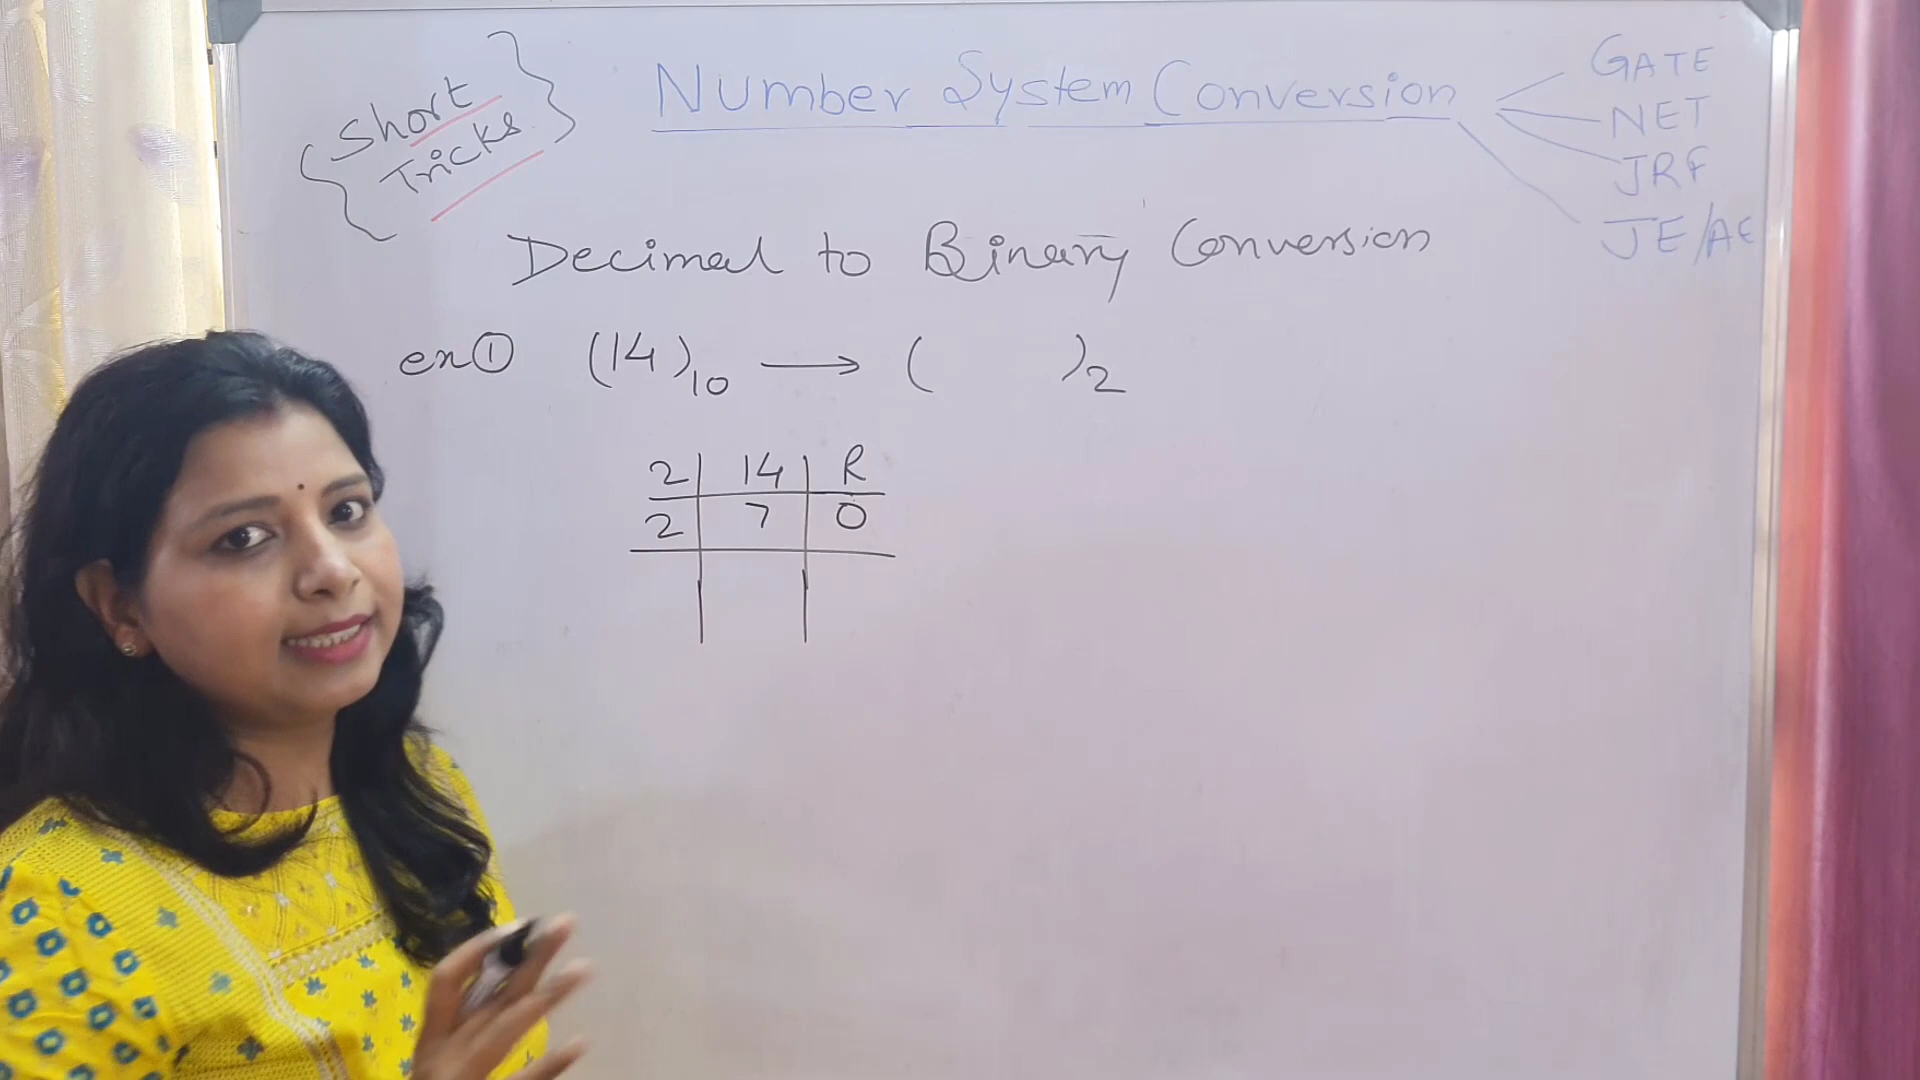 Short
Tricks
Number System Conversion
GATE
NET
JRF
JE/AE
Decimal to Binary Conversion
ex① (14)₁₀ → (     )₂
2 | 14 | R
2 | 7 | 0